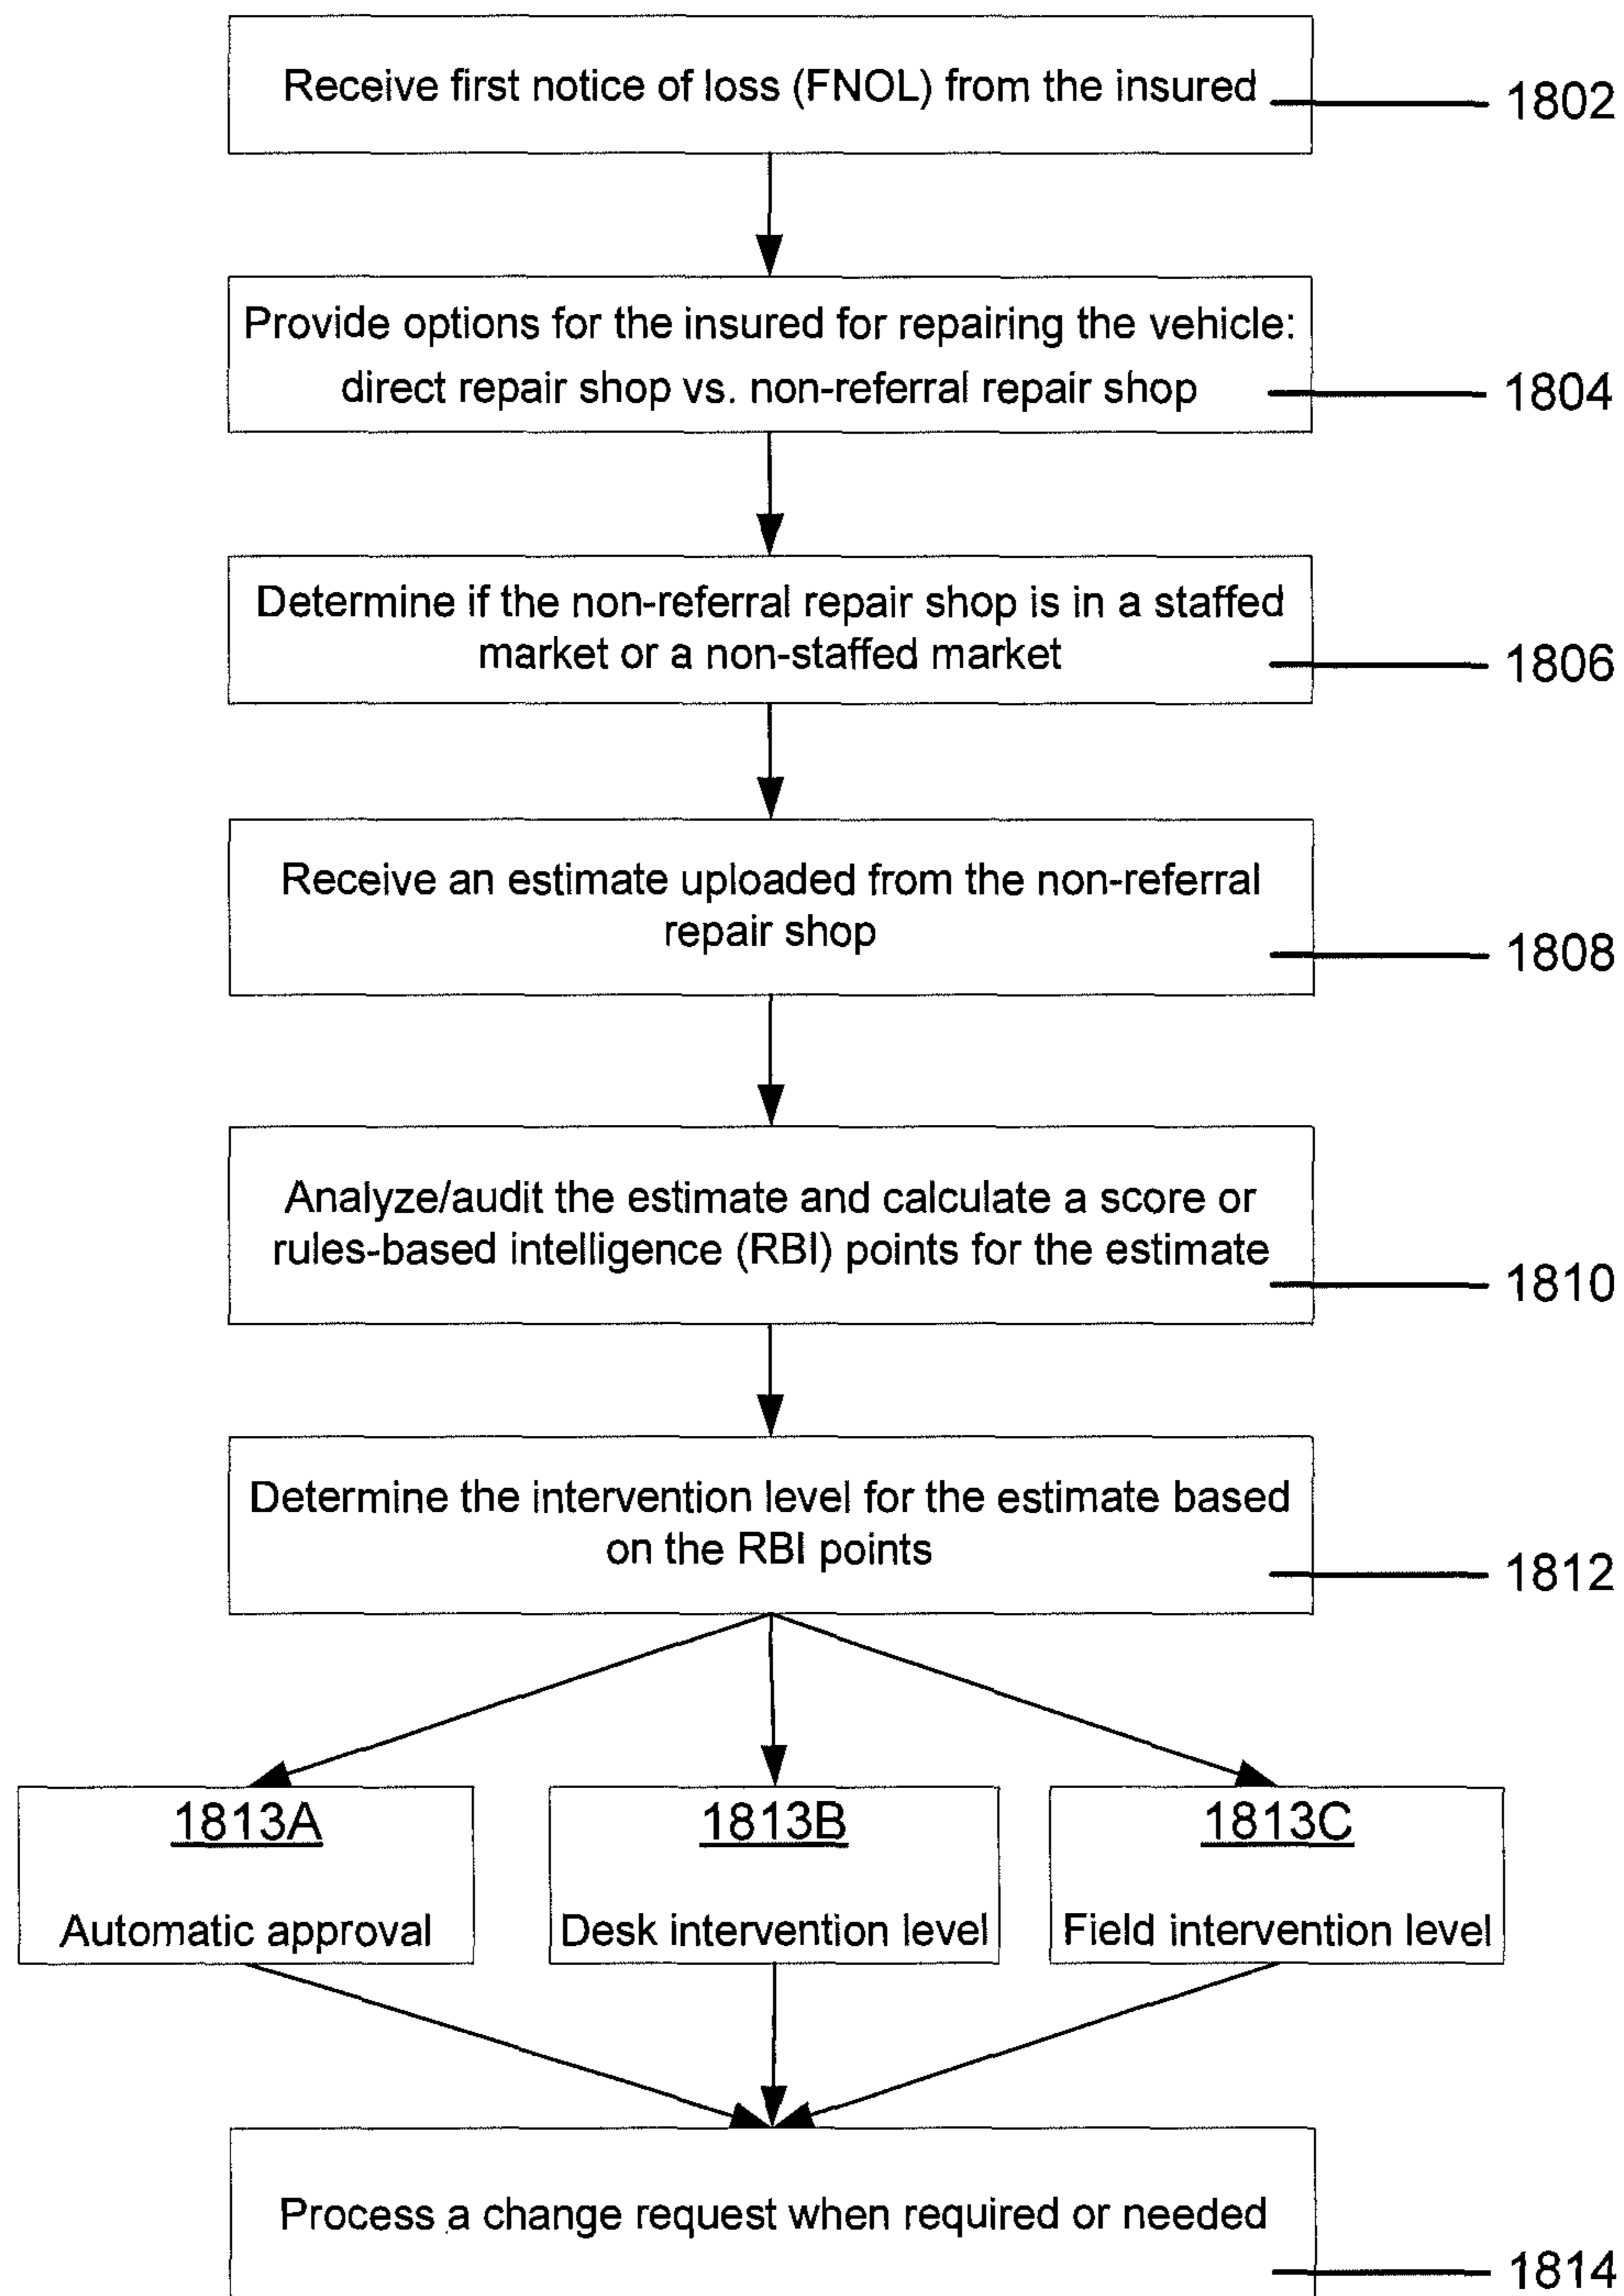 Receive first notice of loss (FNOL) from the insured
1802
Provide options for the insured for repairing the vehicle:
direct repair shop vs. non-referral repair shop
1804
Determine if the non-referral repair shop is in a staffed
market or a non-staffed market
1806
Receive an estimate uploaded from the non-referral
repair shop
1808
Analyze/audit the estimate and calculate a score or
rules-based intelligence (RBI) points for the estimate
1810
Determine the intervention level for the estimate based
on the RBI points
1812
1813A
Automatic approval
1813B
Desk intervention level
1813C
Field intervention level
Process a change request when required or needed
1814